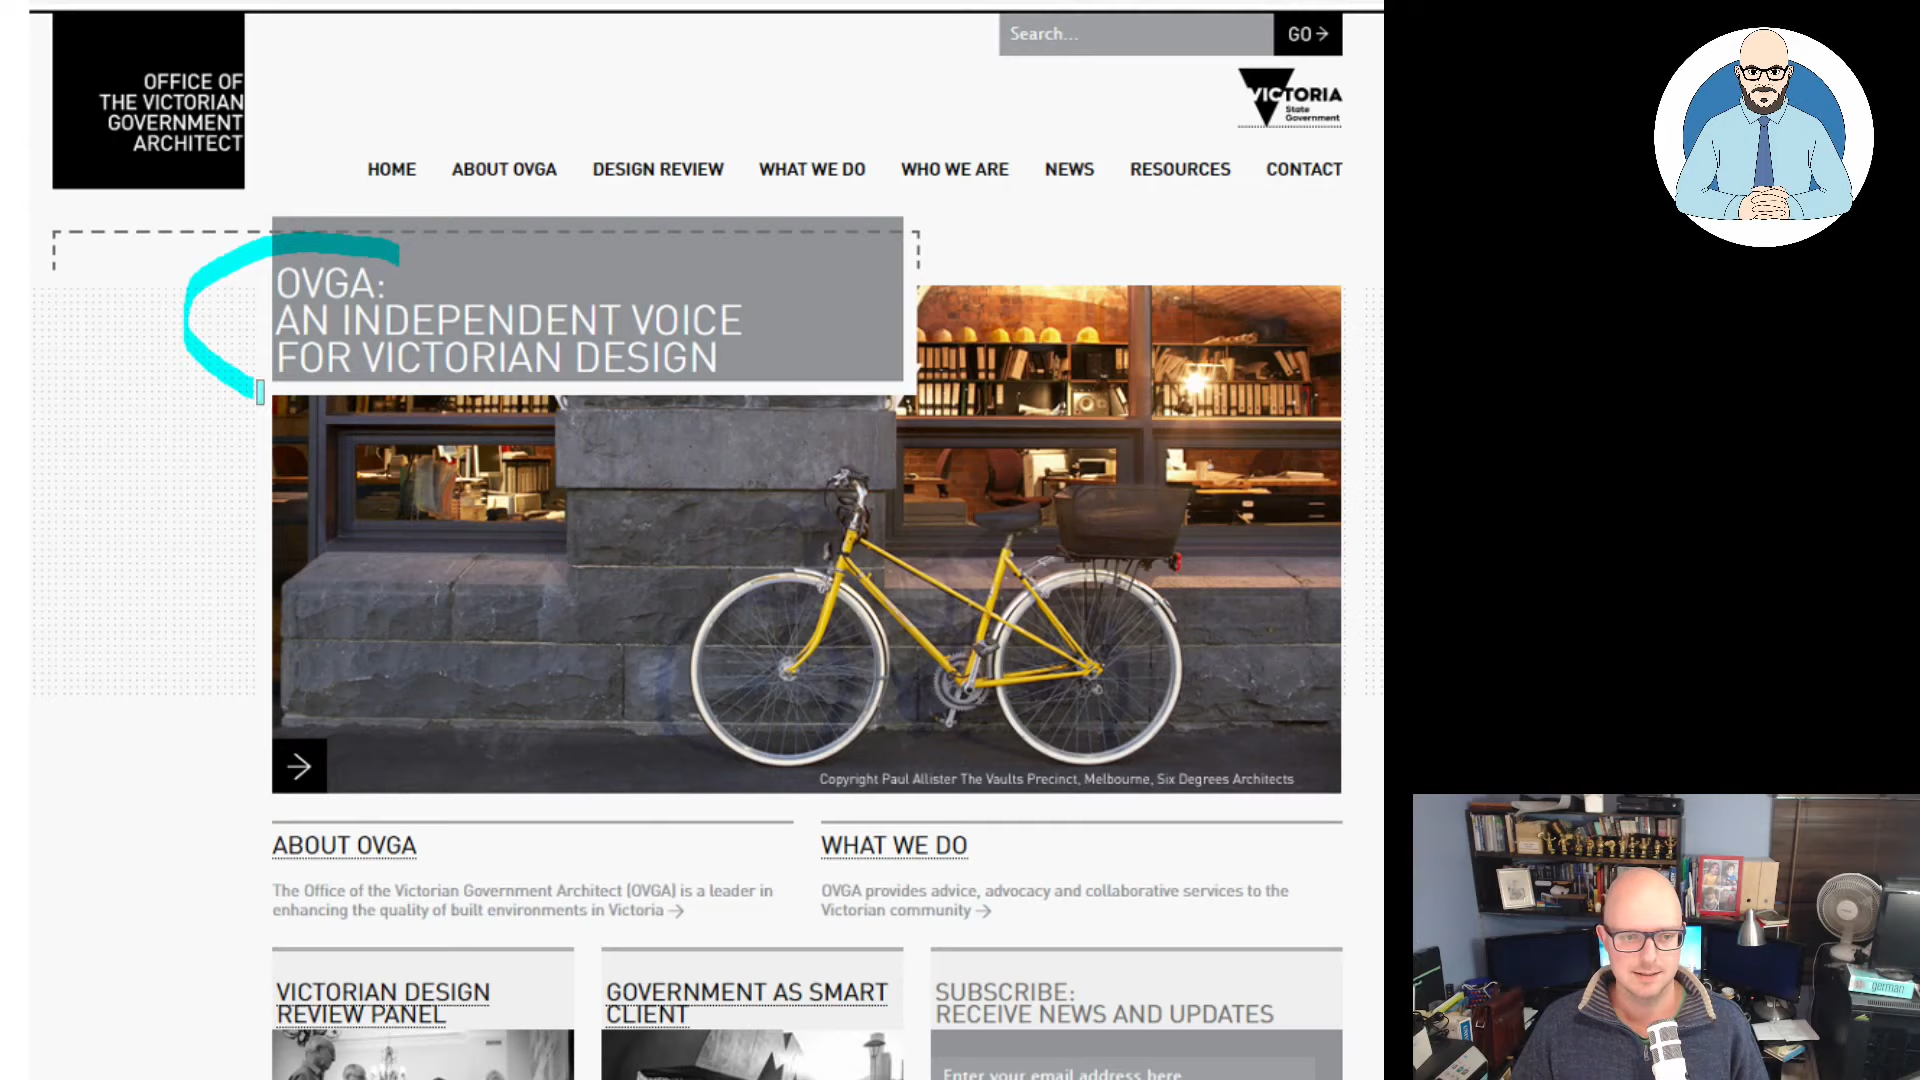 OFFICE OF
THE VICTORIAN
GOVERNMENT
ARCHITECT
Search...
GO
VICTORIA
State
Government
HOME
ABOUT OVGA
DESIGN REVIEW
WHAT WE DO
WHO WE ARE
NEWS
RESOURCES
CONTACT
OVGA:
AN INDEPENDENT VOICE
FOR VICTORIAN DESIGN
Copyright Paul Allister The Vaults Precinct, Melbourne, Six Degrees Architects
ABOUT OVGA
The Office of the Victorian Government Architect (OVGA) is a leader in
enhancing the quality of built environments in Victoria
WHAT WE DO
OVGA provides advice, advocacy and collaborative services to the
Victorian community
VICTORIAN DESIGN
REVIEW PANEL
GOVERNMENT AS SMART
CLIENT
SUBSCRIBE:
RECEIVE NEWS AND UPDATES
Enter your email address here
german